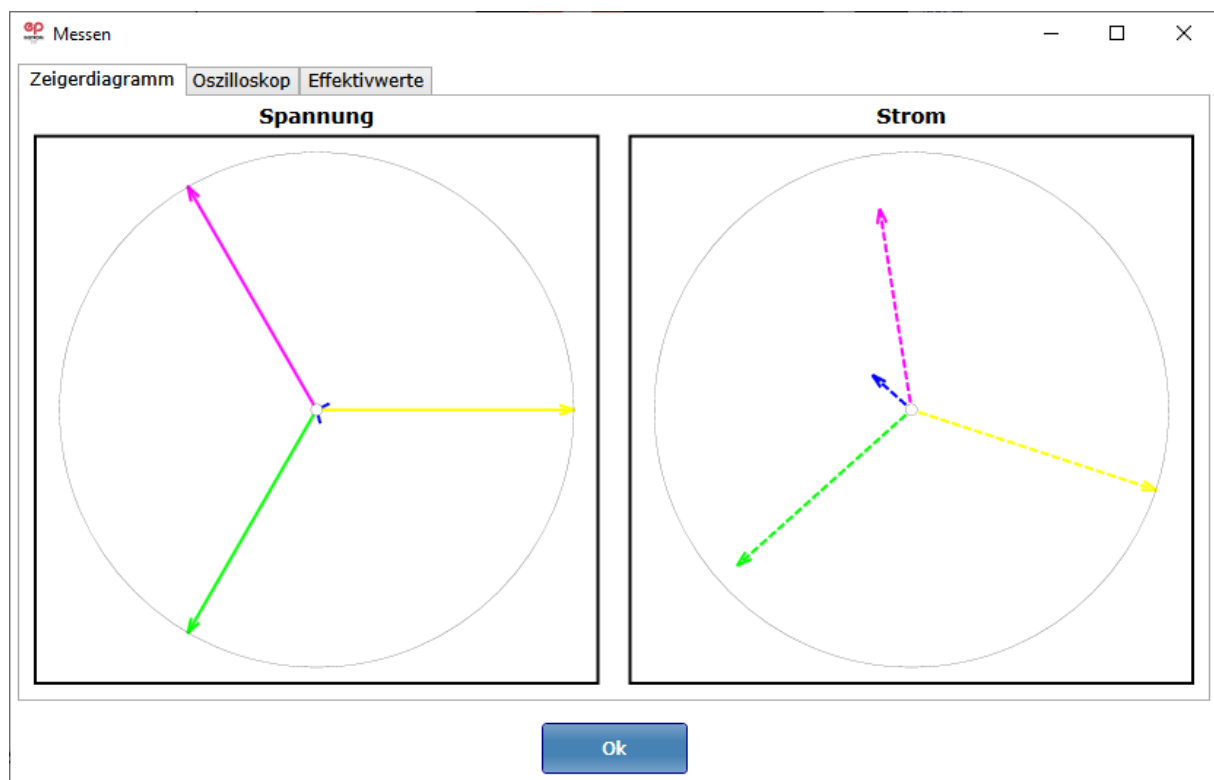 Messen
Zeigerdiagramm Oszilloskop Effektivwerte
Spannung Strom
Ok